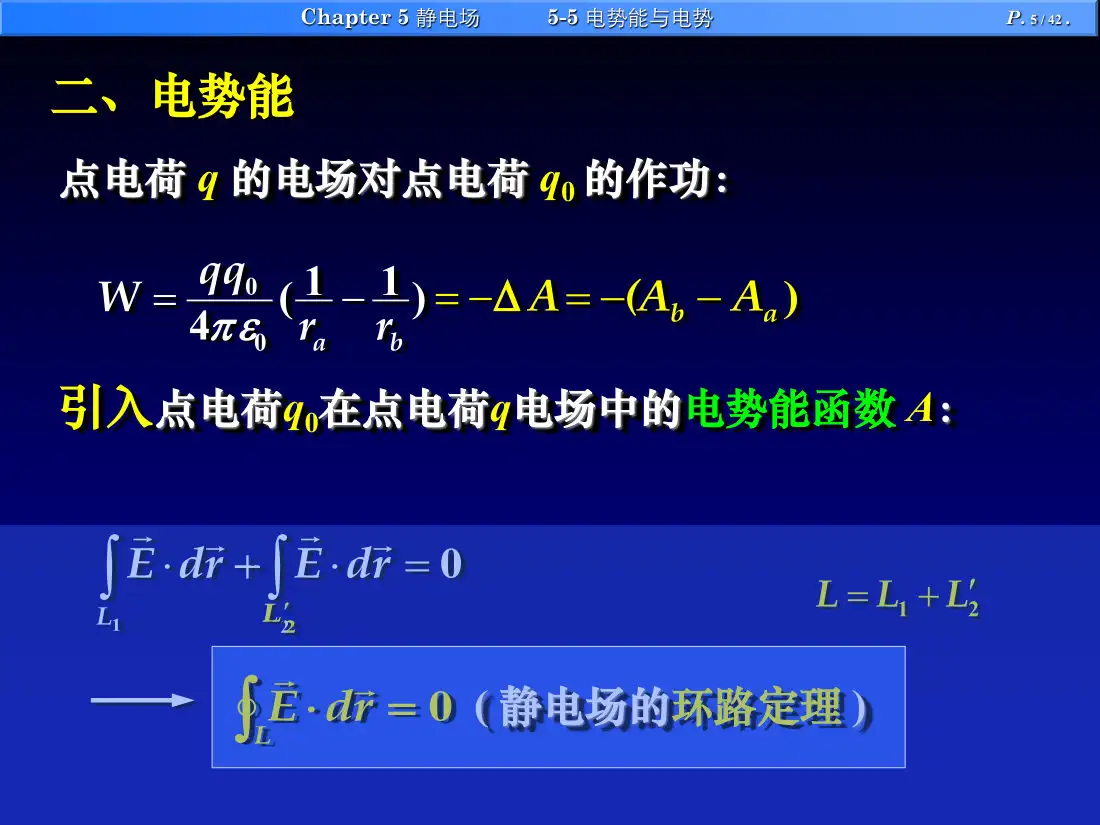 Chapter 5 静电场 5-5 电势能与电势 P. 5 / 42 .
二、电势能
点电荷 q 的电场对点电荷 q₀ 的作功：
W = qq₀/4πε₀ (1/rₐ − 1/r_b) = −Δ A = −(A_b − Aₐ)
引入点电荷q₀在点电荷q电场中的电势能函数 A：
∫_{L₁} E⃗ · dr⃗ + ∫_{L′₂} E⃗ · dr⃗ = 0
L = L₁ + L′₂
∮_L E⃗ · dr⃗ = 0 ( 静电场的环路定理 )